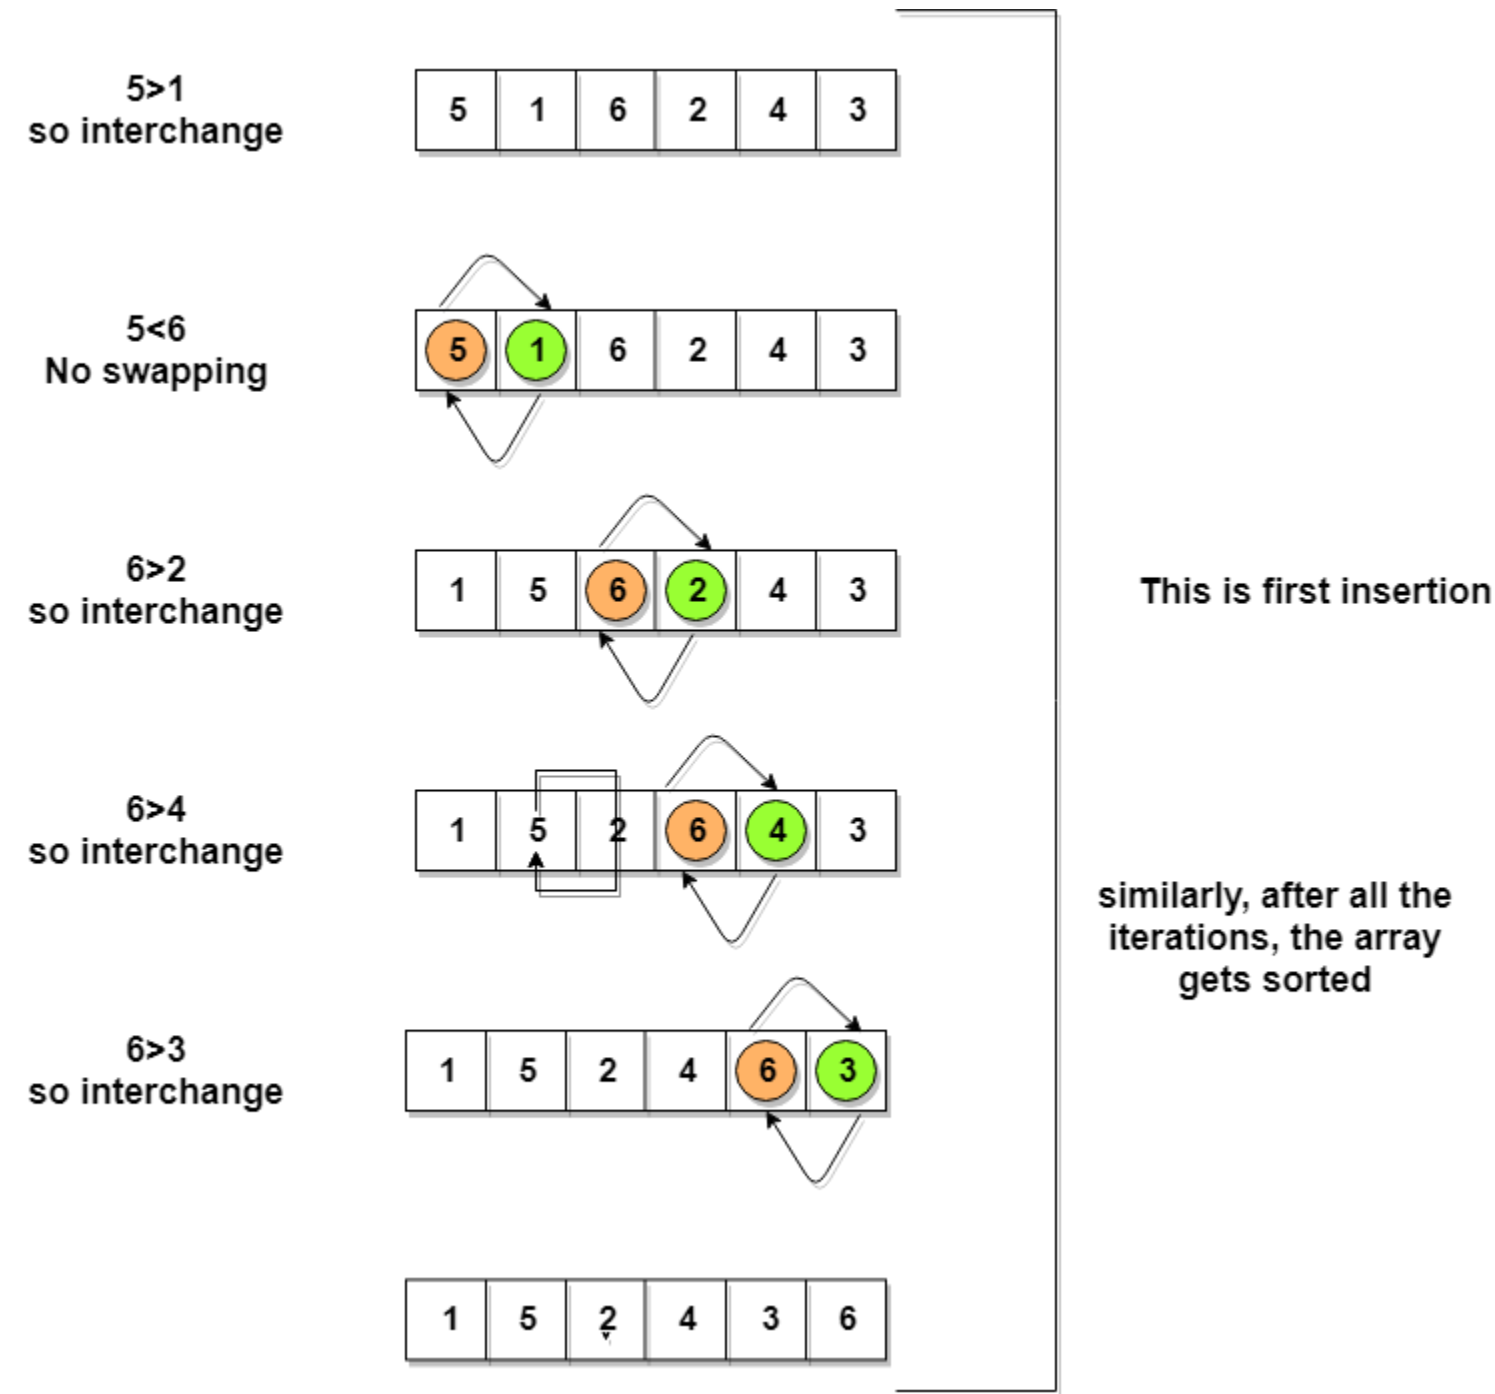 5>1
so interchange
5 1 6 2 4 3
5<6
No swapping
5 1 6 2 4 3
6>2
so interchange
1 5 6 2 4 3
This is first insertion
6>4
so interchange
1 5 2 6 4 3
similarly, after all the
iterations, the array
gets sorted
6>3
so interchange
1 5 2 4 6 3
1 5 2 4 3 6